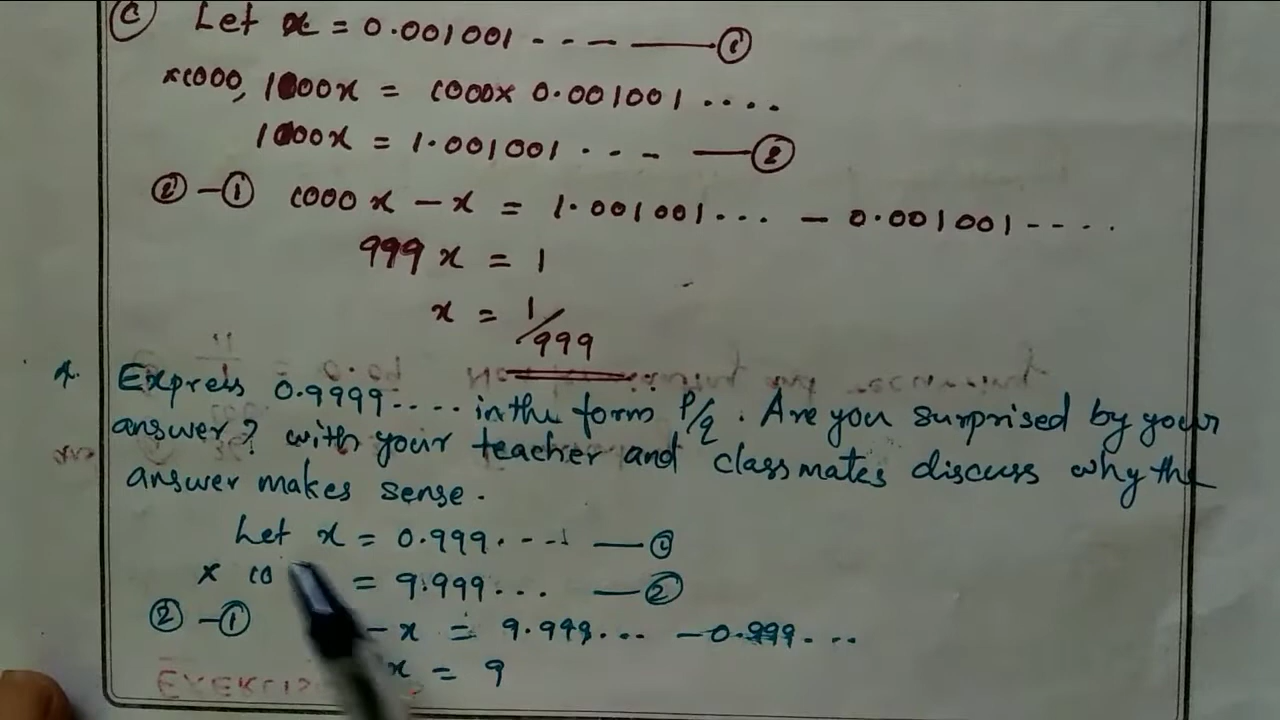 C Let x = 0.001001 - - - —— 1
×1000, 1000x = 1000× 0.001001 ....
1000x = 1.001001 . - - —— 2
2 - 1 1000x - x = 1.001001... - 0.001001 - - - .
999x = 1
x = 1/999
Express 0.9999..... in the form P/q. Are you surprised by your
answer? with your teacher and classmates discuss why the
answer makes sense.
Let x = 0.999. - - - —— 1
× 10 = 9.999... —— 2
2 - 1 - x = 9.999... - 0.999. ..
x = 9